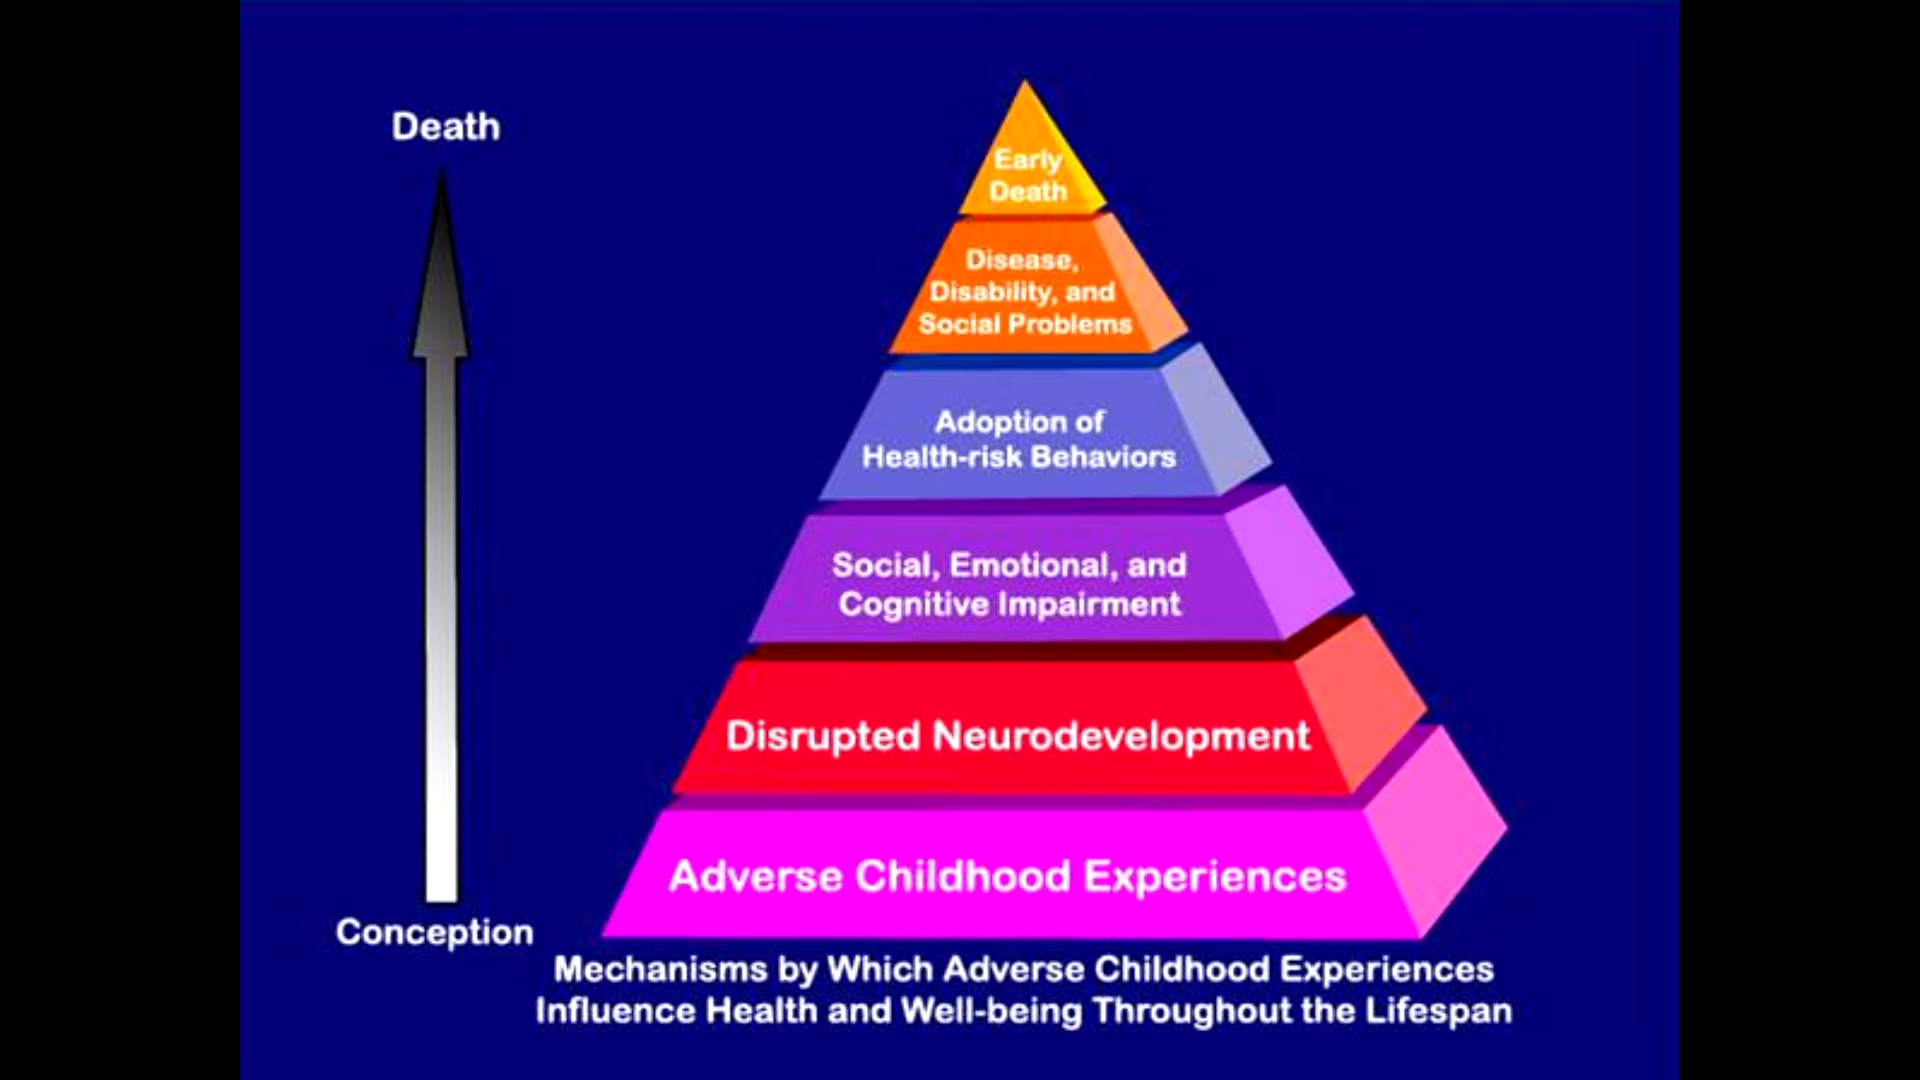 Death
Early
Death
Disease,
Disability, and
Social Problems
Adoption of
Health-risk Behaviors
Social, Emotional, and
Cognitive Impairment
Disrupted Neurodevelopment
Adverse Childhood Experiences
Conception
Mechanisms by Which Adverse Childhood Experiences
Influence Health and Well-being Throughout the Lifespan